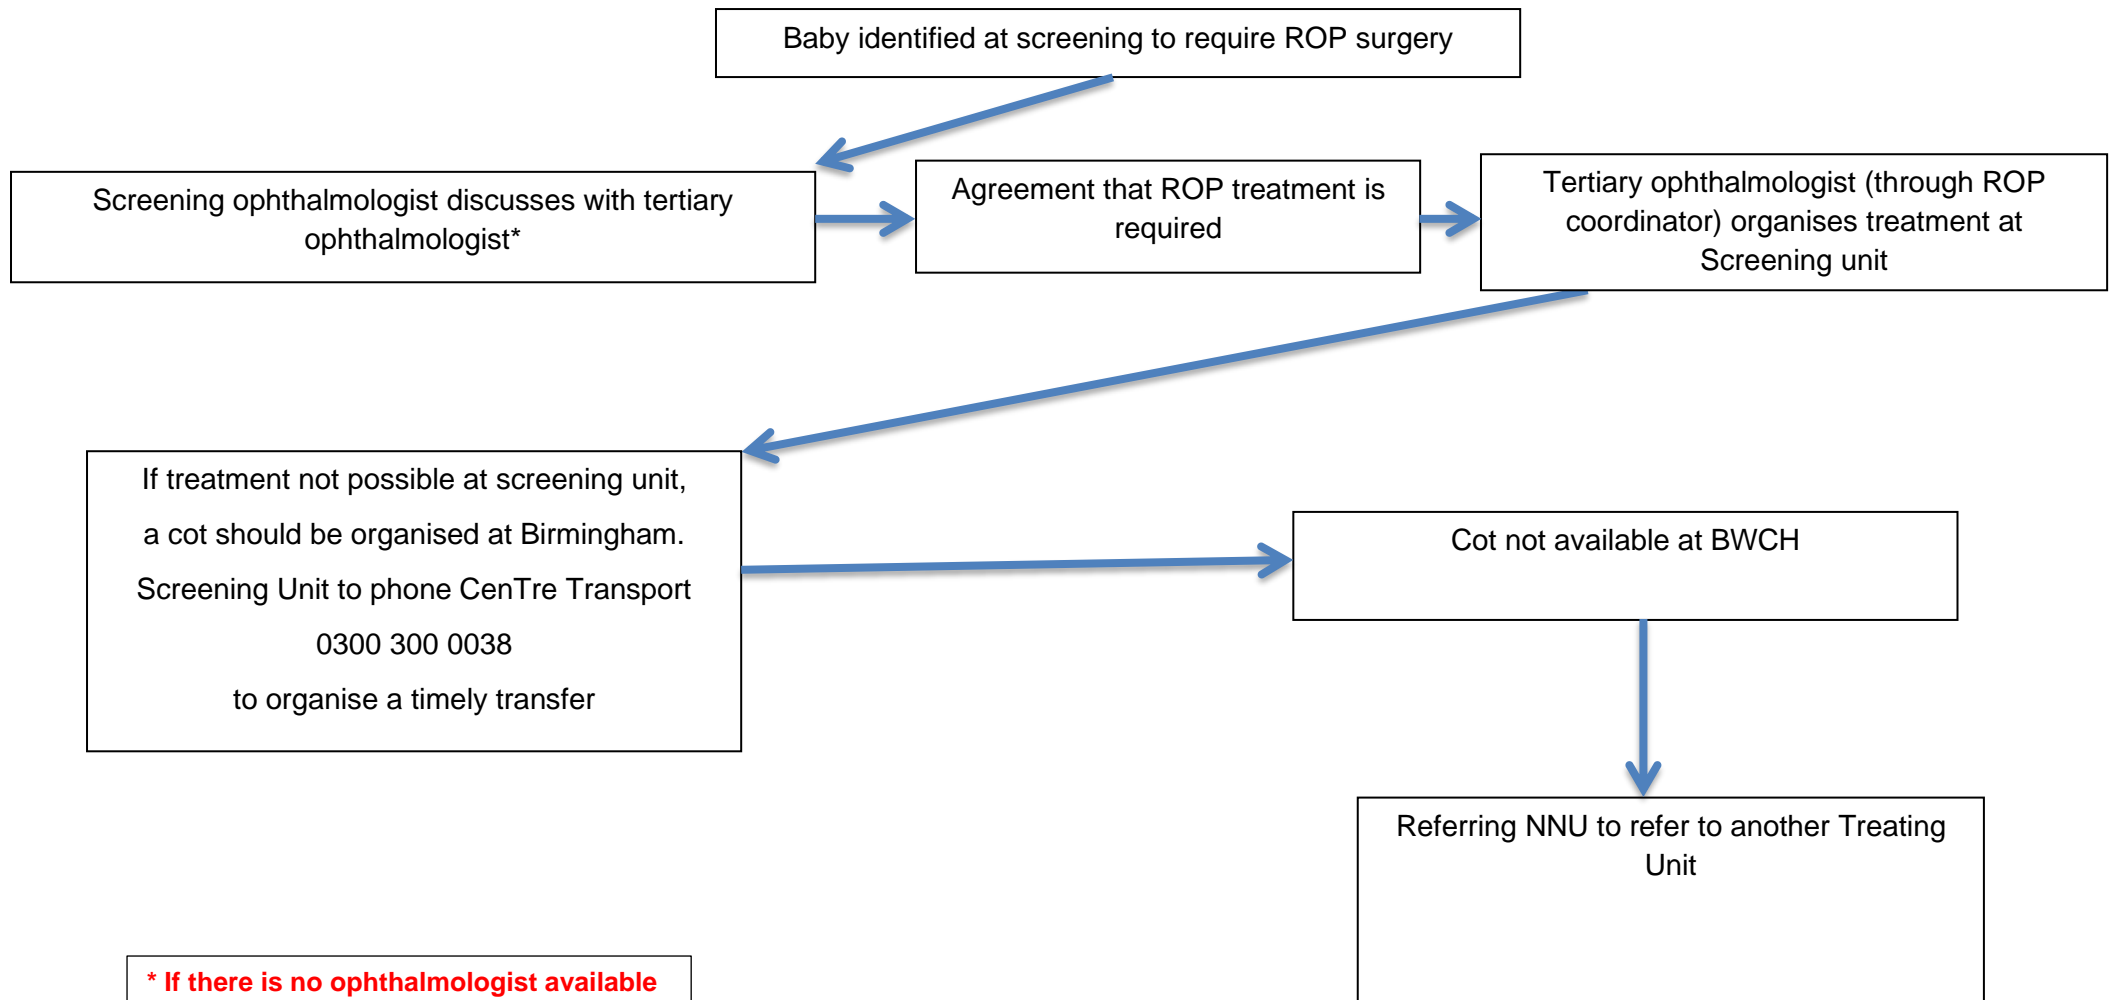 Baby identified at screening to require ROP surgery
Screening ophthalmologist discusses with tertiary
ophthalmologist*
Agreement that ROP treatment is
required
Tertiary ophthalmologist (through ROP
coordinator) organises treatment at
Screening unit
If treatment not possible at screening unit,
a cot should be organised at Birmingham.
Screening Unit to phone CenTre Transport
0300 300 0038
to organise a timely transfer
Cot not available at BWCH
Referring NNU to refer to another Treating
Unit
* If there is no ophthalmologist available